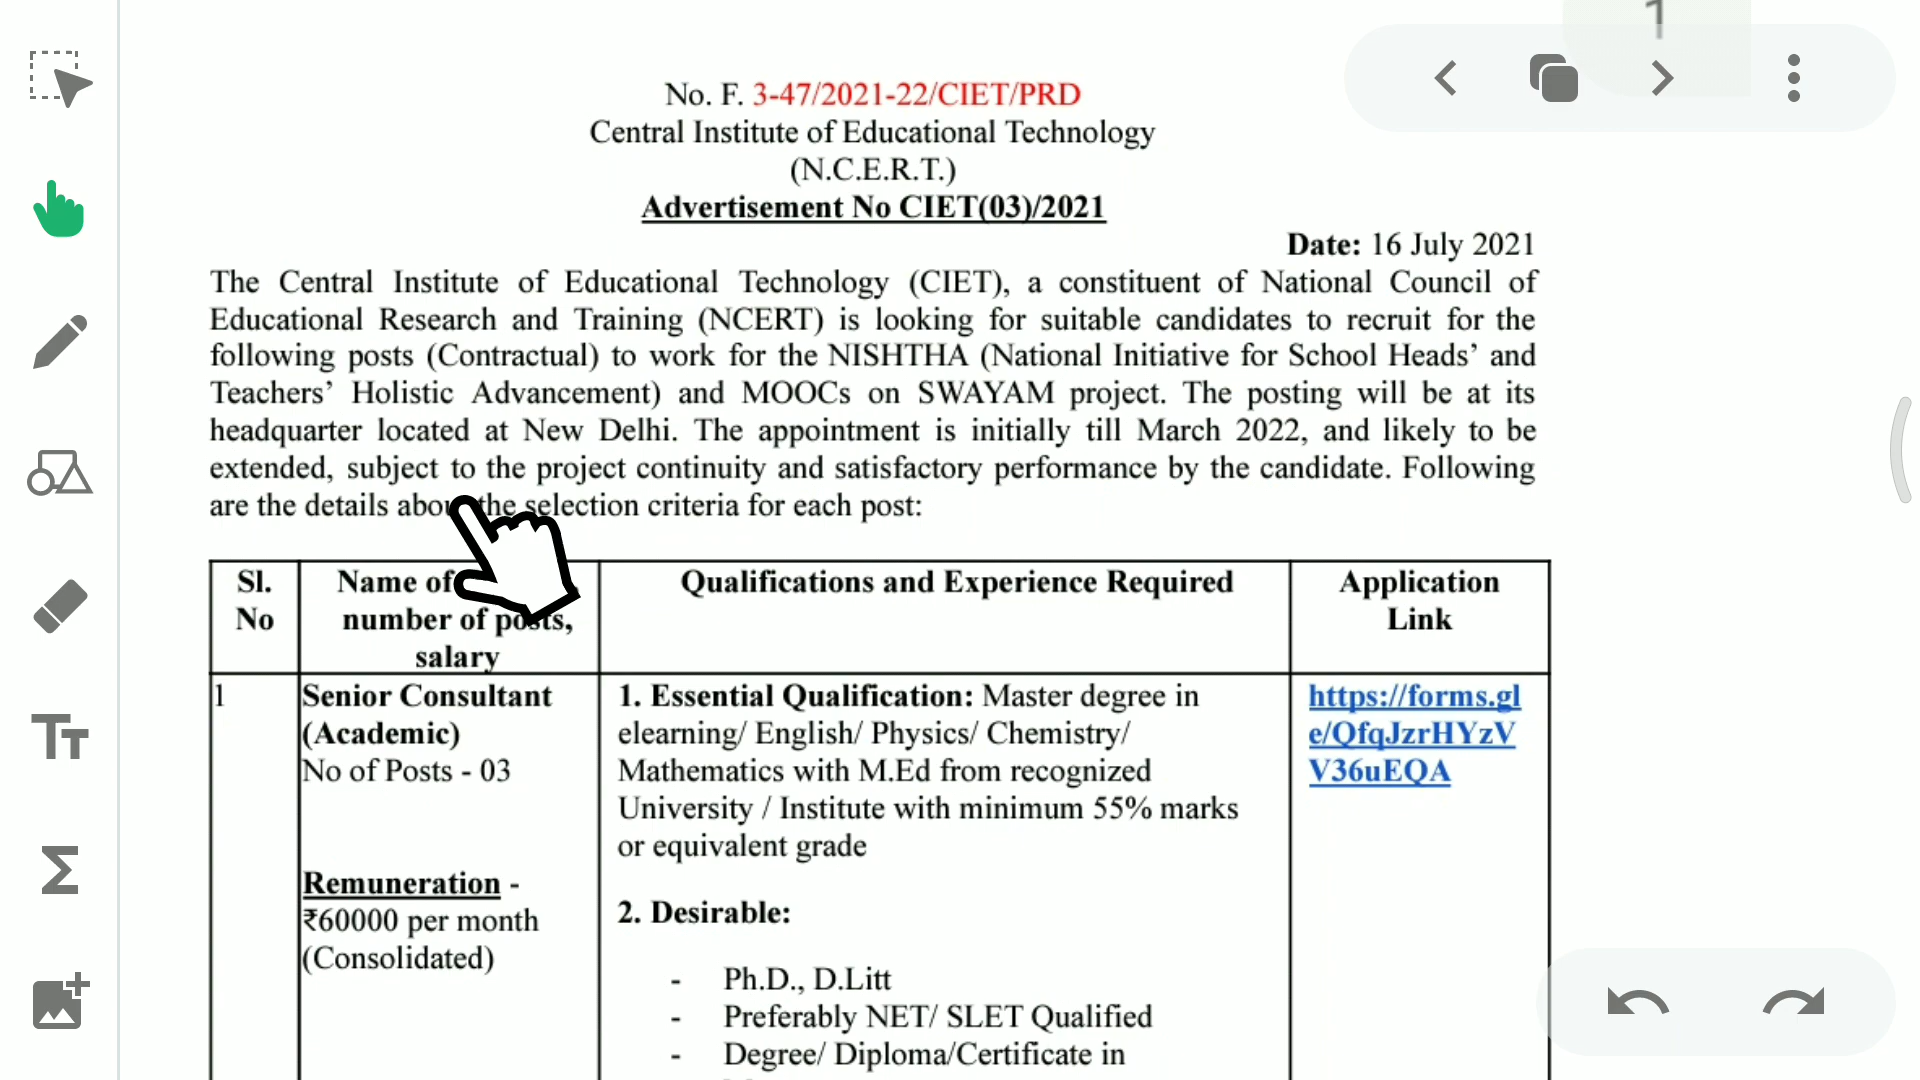 1
No. F. 3-47/2021-22/CIET/PRD
Central Institute of Educational Technology
(N.C.E.R.T.)
Advertisement No CIET(03)/2021
Date: 16 July 2021
The Central Institute of Educational Technology (CIET), a constituent of National Council of
Educational Research and Training (NCERT) is looking for suitable candidates to recruit for the
following posts (Contractual) to work for the NISHTHA (National Initiative for School Heads’ and
Teachers’ Holistic Advancement) and MOOCs on SWAYAM project. The posting will be at its
headquarter located at New Delhi. The appointment is initially till March 2022, and likely to be
extended, subject to the project continuity and satisfactory performance by the candidate. Following
are the details about the selection criteria for each post:
Sl.
No
Name of
number of posts,
salary
Qualifications and Experience Required
Application
Link
1
Senior Consultant
(Academic)
No of Posts - 03
Remuneration -
₹60000 per month
(Consolidated)
1. Essential Qualification: Master degree in
elearning/ English/ Physics/ Chemistry/
Mathematics with M.Ed from recognized
University / Institute with minimum 55% marks
or equivalent grade
2. Desirable:
- Ph.D., D.Litt
- Preferably NET/ SLET Qualified
- Degree/ Diploma/Certificate in
https://forms.gl
e/QfqJzrHYzV
V36uEQA
Tт
Σ